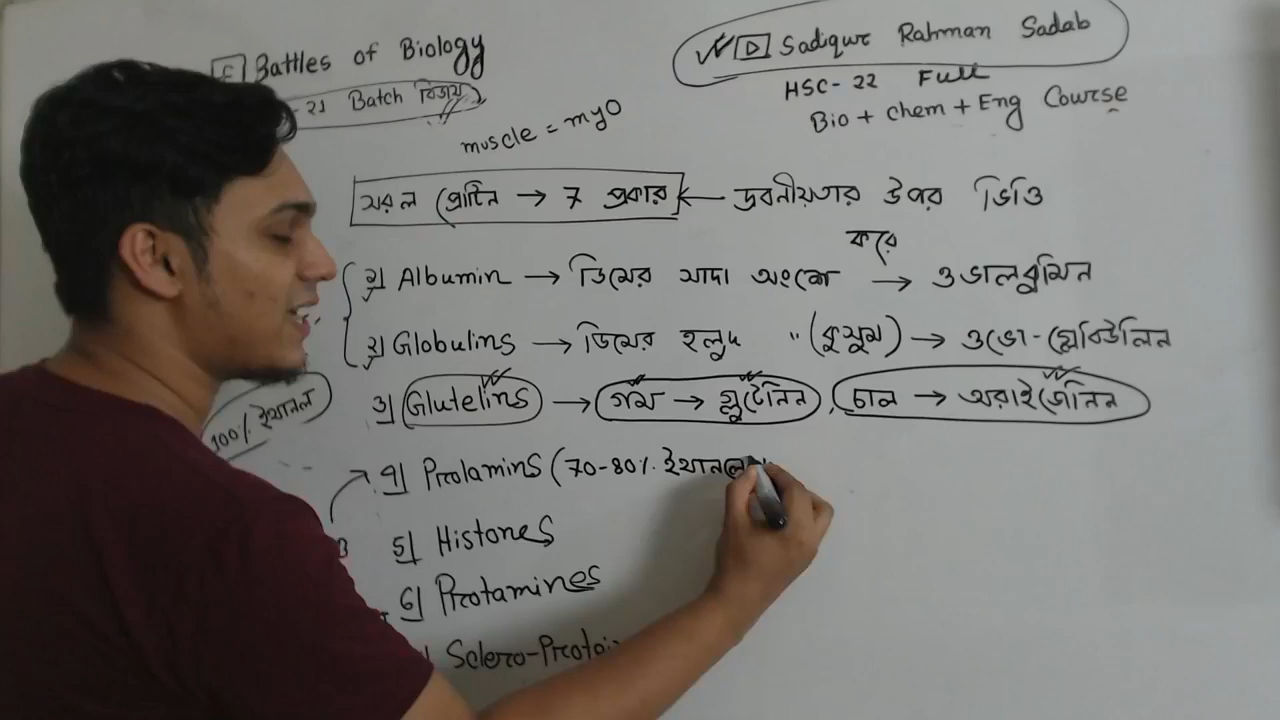 f Battles of Biology
- 21 Batch বিজয়
muscle = myo
▷ Sadiqur Rahman Sadab
HSC-22 Full
Bio + Chem + Eng Course
সরল প্রোটিন → 7 প্রকার ← দ্রবনীয়তার উপর ভিত্তি করে
১) Albumin → ডিমের সাদা অংশে → ওভালবুমিন
২) Globulins → ডিমের হলুদ " (কুসুম) → ওভো-গ্লোবিউলিন
৩) Glutelins → গম → গ্লুটেনিন, চাল → অরাইজেনিন
100% ইথানল
৪) Prolamins (70-80% ইথানলে
৫) Histones
৬) Protamines
Sclero-Protei